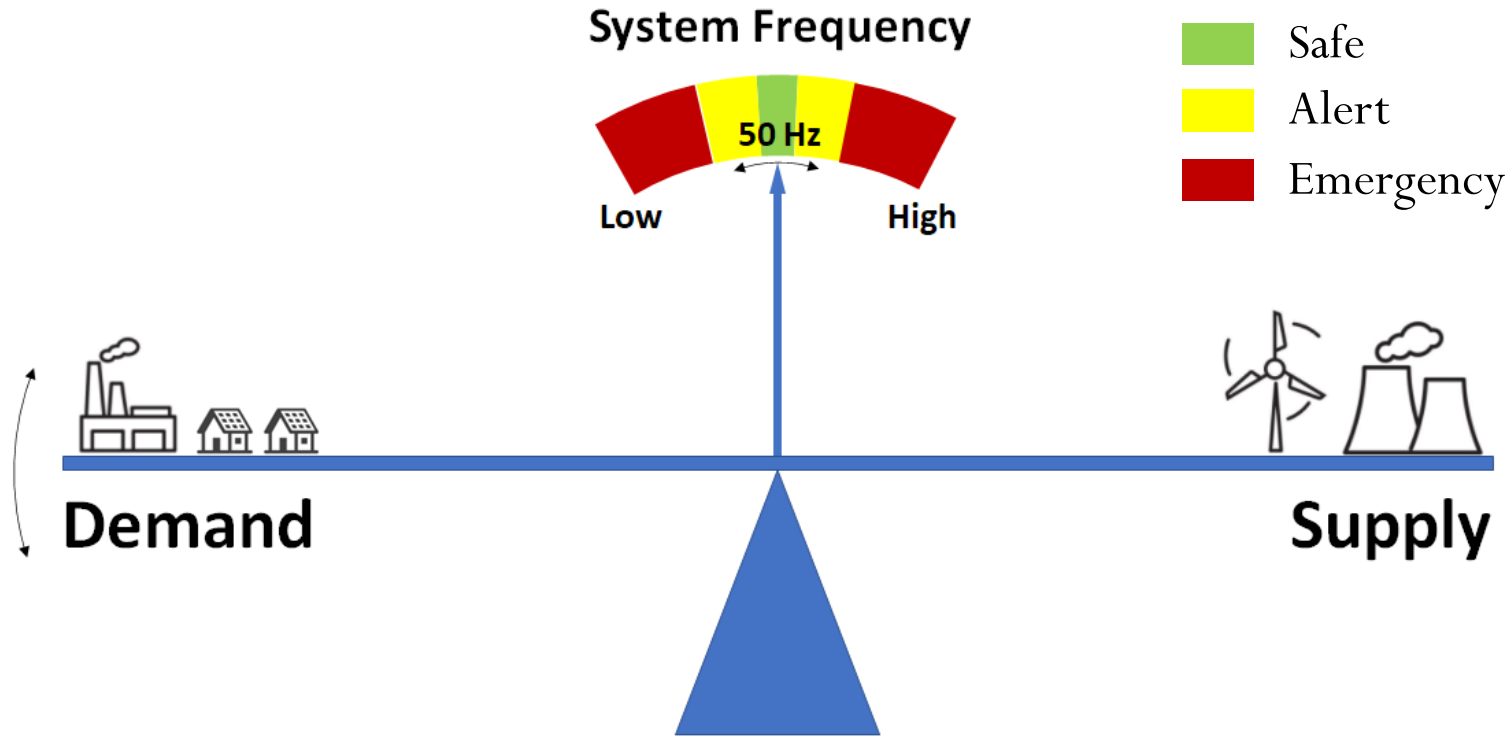 System Frequency
Safe
Alert
50 Hz
Emergency
Low
High
Demand
Supply